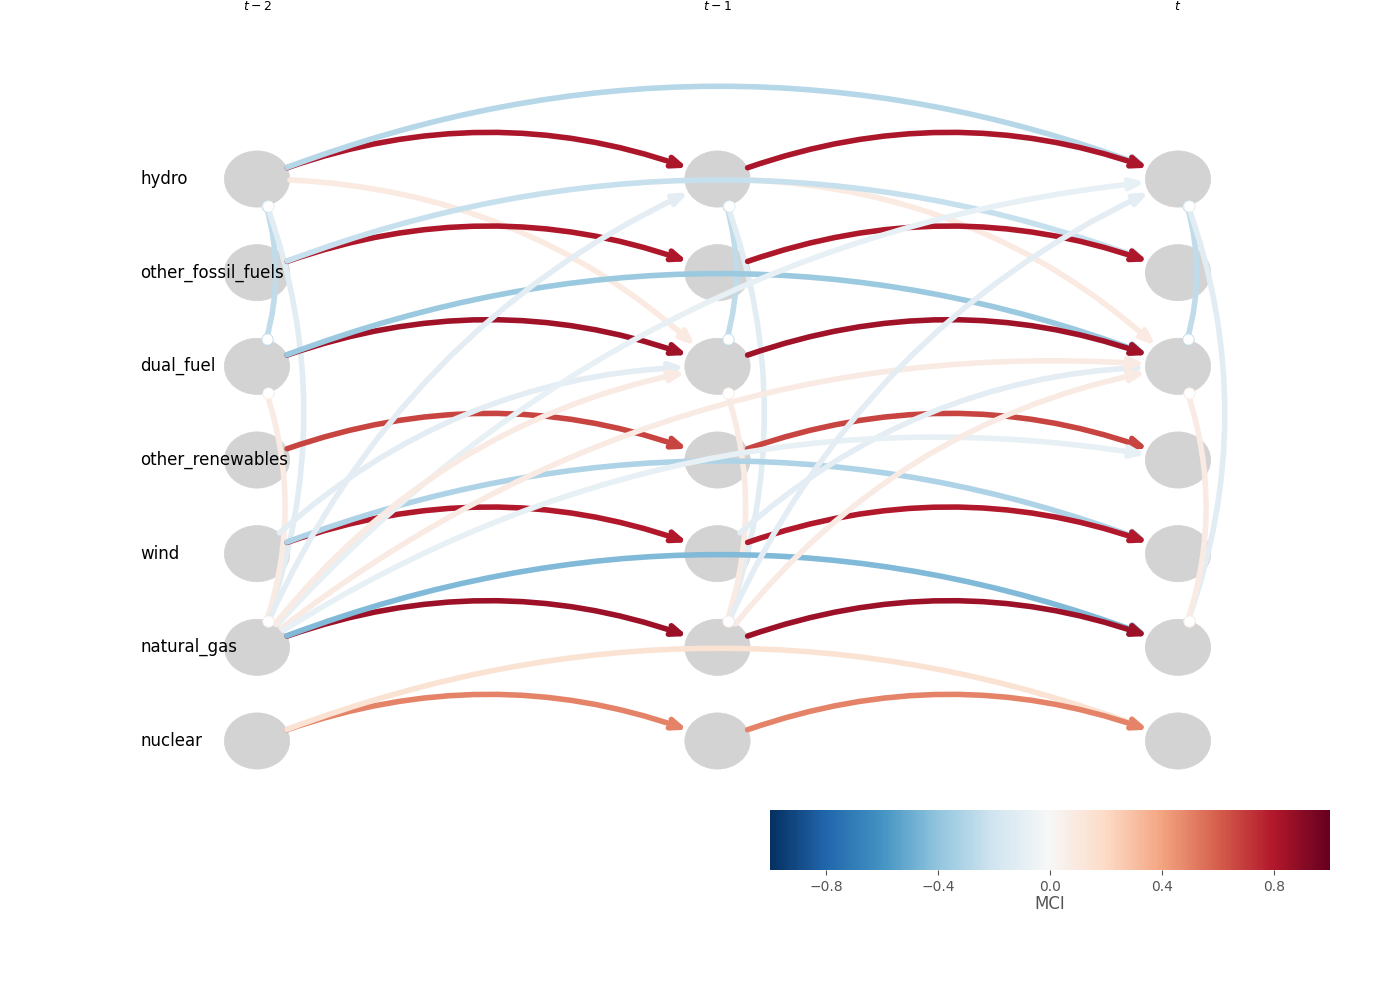 t − 2 t − 1 t
hydro
other_fossil_fuels
dual_fuel
other_renewables
wind
natural_gas
nuclear
−0.8 −0.4 0.0 0.4 0.8
MCI